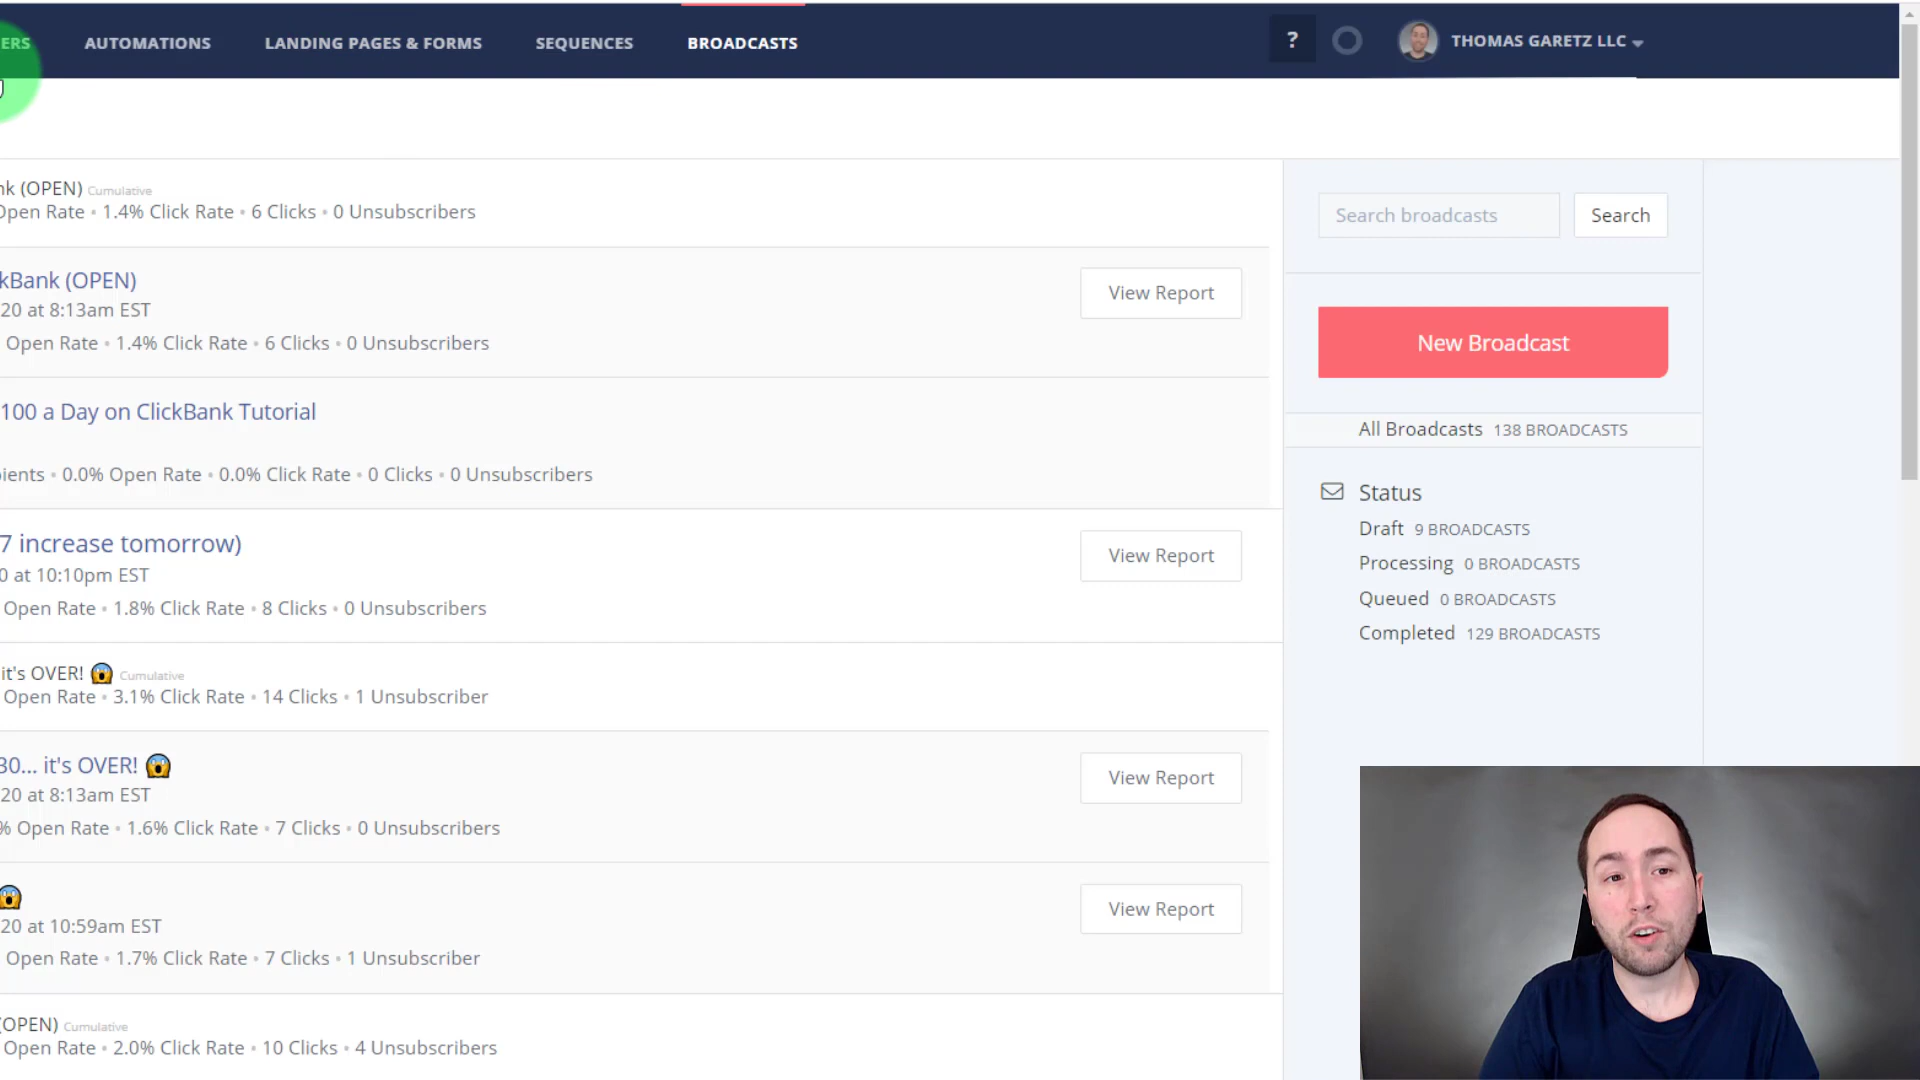 ERS
AUTOMATIONS
LANDING PAGES & FORMS
SEQUENCES
BROADCASTS
?
THOMAS GARETZ LLC
nk (OPEN) Cumulative
Open Rate • 1.4% Click Rate • 6 Clicks • 0 Unsubscribers
kBank (OPEN)
20 at 8:13am EST
Open Rate • 1.4% Click Rate • 6 Clicks • 0 Unsubscribers
View Report
100 a Day on ClickBank Tutorial
ients • 0.0% Open Rate • 0.0% Click Rate • 0 Clicks • 0 Unsubscribers
7 increase tomorrow)
0 at 10:10pm EST
Open Rate • 1.8% Click Rate • 8 Clicks • 0 Unsubscribers
View Report
it's OVER! 😱 Cumulative
Open Rate • 3.1% Click Rate • 14 Clicks • 1 Unsubscriber
30... it's OVER! 😱
20 at 8:13am EST
% Open Rate • 1.6% Click Rate • 7 Clicks • 0 Unsubscribers
View Report
😱
20 at 10:59am EST
Open Rate • 1.7% Click Rate • 7 Clicks • 1 Unsubscriber
View Report
(OPEN) Cumulative
Open Rate • 2.0% Click Rate • 10 Clicks • 4 Unsubscribers
Search broadcasts
Search
New Broadcast
All Broadcasts 138 BROADCASTS
Status
Draft 9 BROADCASTS
Processing 0 BROADCASTS
Queued 0 BROADCASTS
Completed 129 BROADCASTS